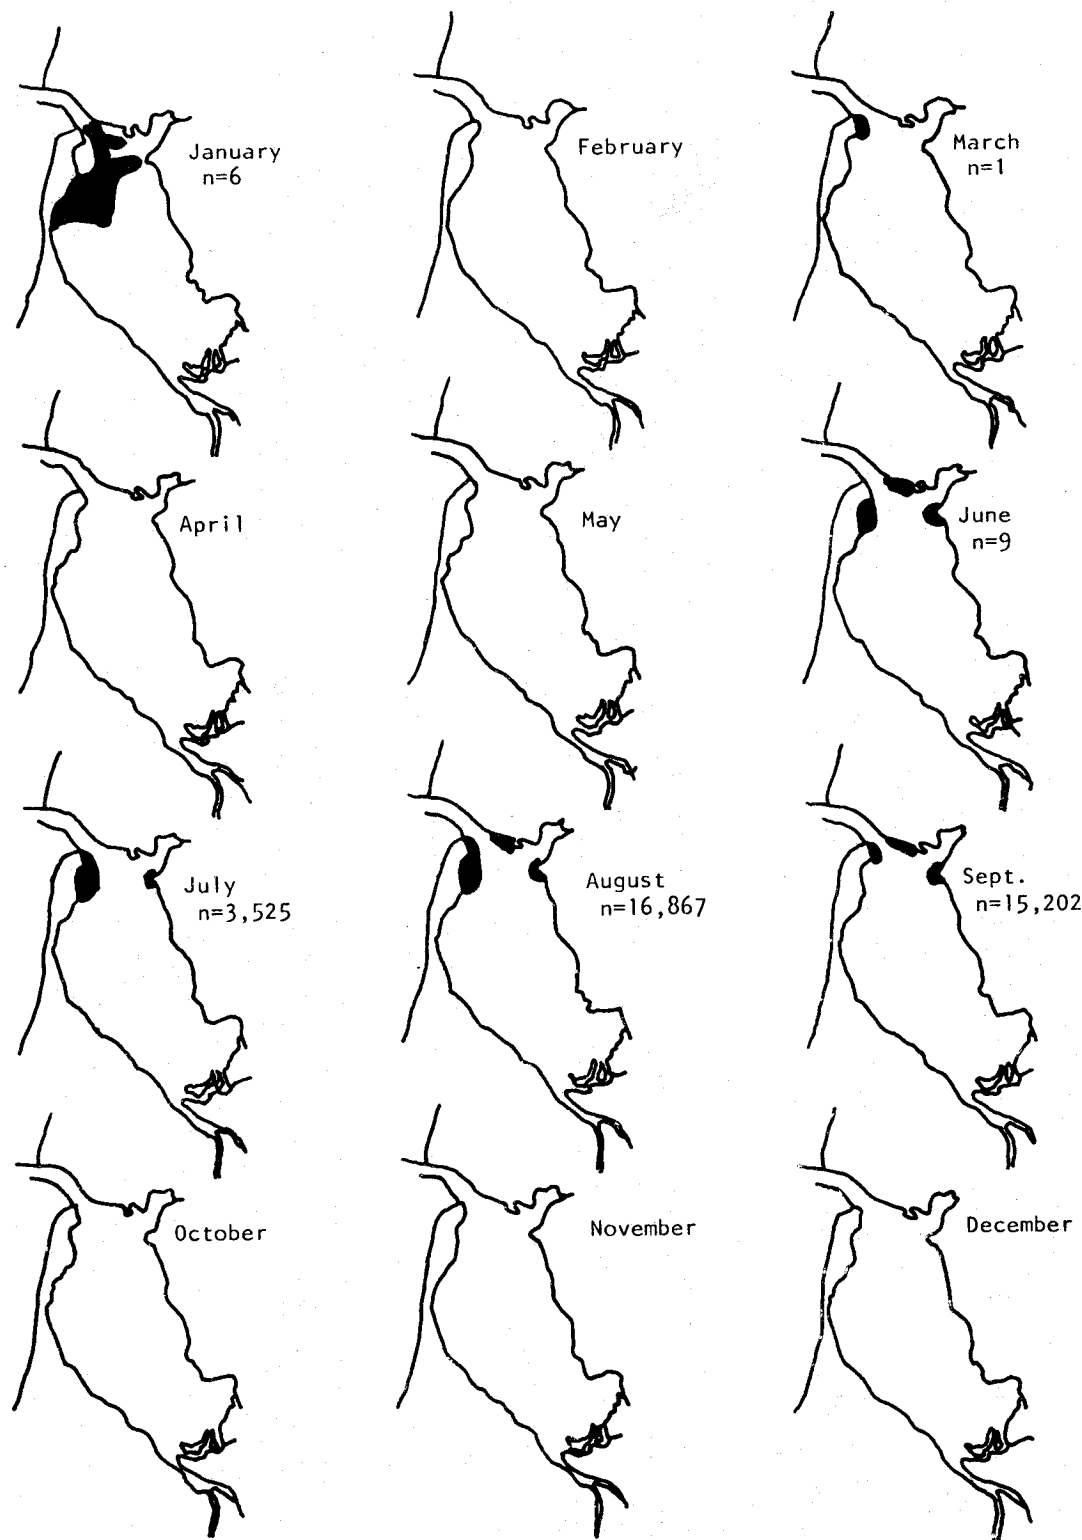 January
n=6
February
March
n=1
April
May
June
n=9
July
n=3,525
August
n=16,867
Sept.
n=15,202
October
November
December